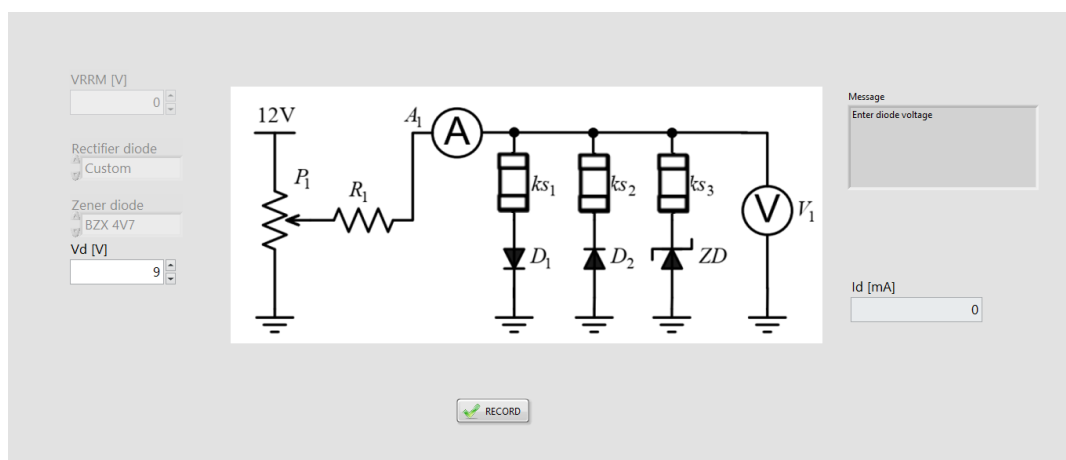 VRRM [V]
0
Rectifier diode
Custom
Zener diode
BZX 4V7
Vd [V]
9
12V
P1
R1
A1
A
ks1
ks2
ks3
D1
D2
ZD
V
V1
Message
Enter diode voltage
Id [mA]
0
RECORD